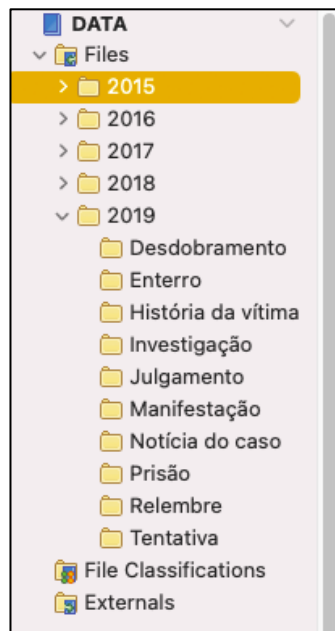 DATA
Files
2015
2016
2017
2018
2019
Desdobramento
Enterro
História da vítima
Investigação
Julgamento
Manifestação
Notícia do caso
Prisão
Relembre
Tentativa
File Classifications
Externals